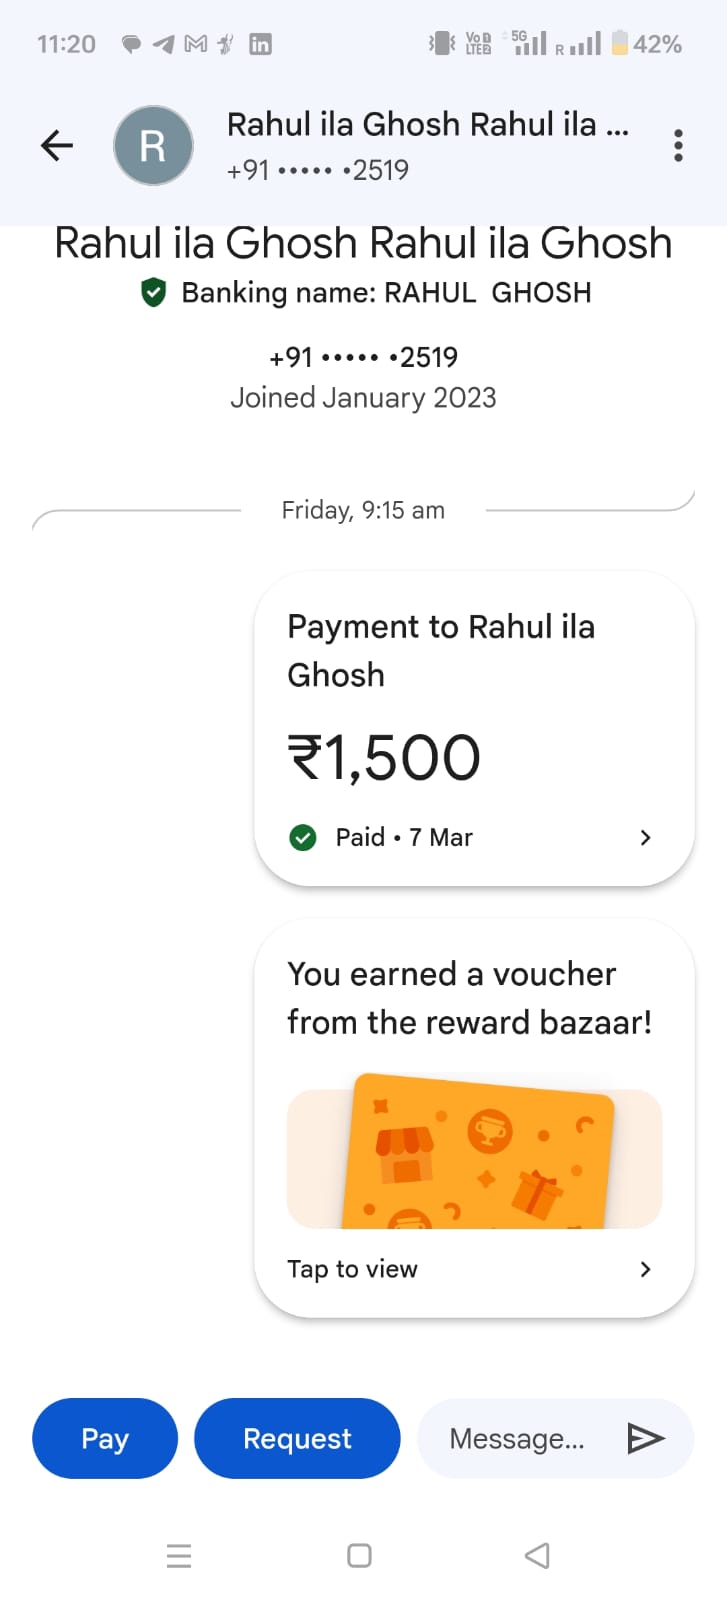 11:20
VoD
LTE2
5G
R
42%
R
Rahul ila Ghosh Rahul ila ...
+91 ••••• •2519
Rahul ila Ghosh Rahul ila Ghosh
Banking name: RAHUL  GHOSH
+91 ••••• •2519
Joined January 2023
Friday, 9:15 am
Payment to Rahul ila
Ghosh
₹1,500
Paid • 7 Mar
You earned a voucher
from the reward bazaar!
Tap to view
Pay
Request
Message...